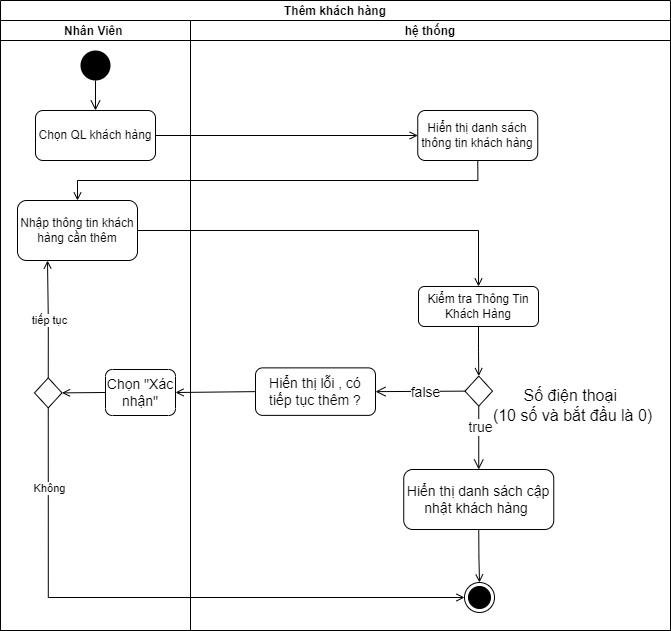 Thêm khách hàng
Nhân Viên
hệ thống
Chọn QL khách hàng
Hiển thị danh sách
thông tin khách hàng
Nhập thông tin khách
hàng cần thêm
Kiểm tra Thông Tin
Khách Hàng
tiếp tục
Chọn "Xác
nhận"
Hiển thị lỗi , có
tiếp tục thêm ?
false
Số điện thoại
(10 số và bắt đầu là 0)
true
Không
Hiển thị danh sách cập
nhật khách hàng